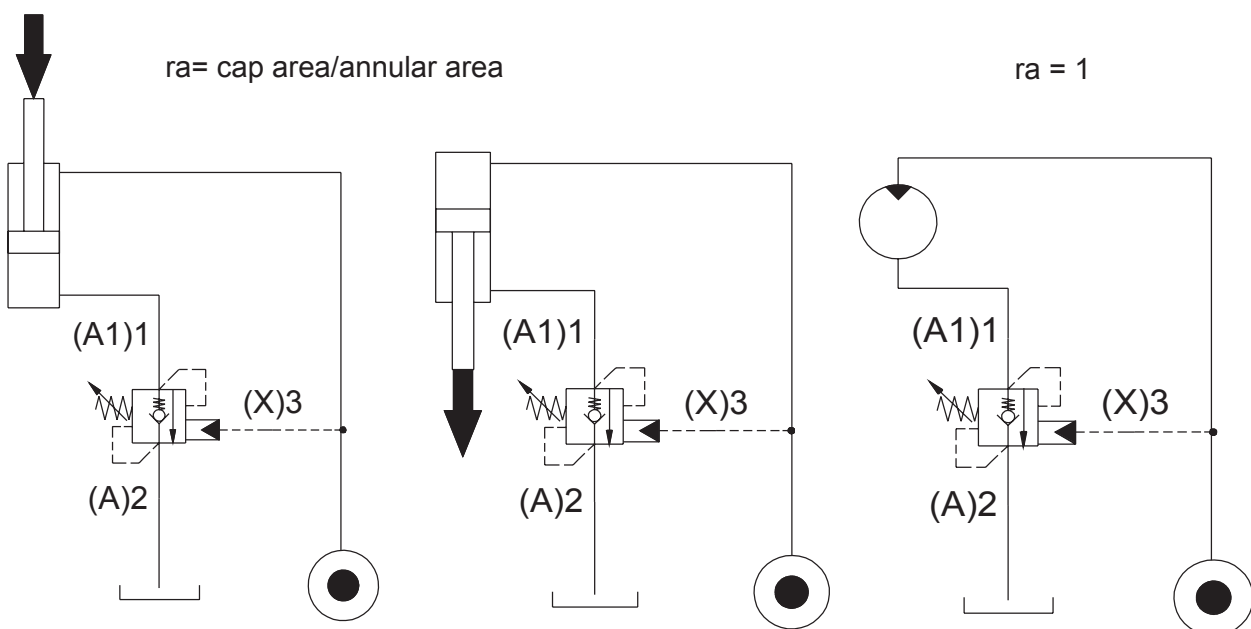 ra= cap area/annular area
ra = 1
(A1)1
(X)3
(A)2
(A1)1
(X)3
(A)2
(A1)1
(X)3
(A)2